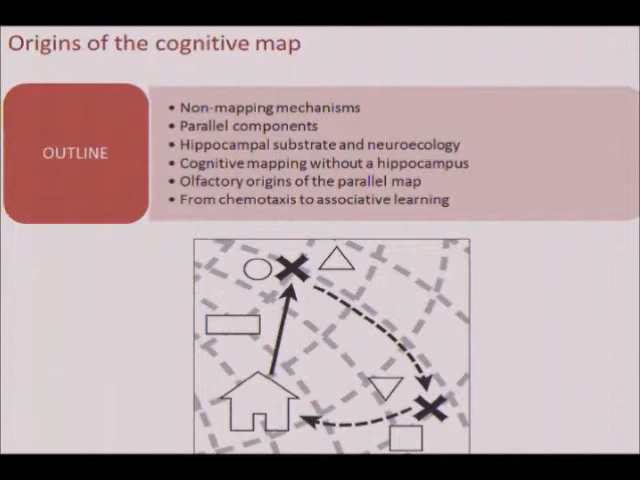 Origins of the cognitive map
OUTLINE
• Non-mapping mechanisms
• Parallel components
• Hippocampal substrate and neuroecology
• Cognitive mapping without a hippocampus
• Olfactory origins of the parallel map
• From chemotaxis to associative learning